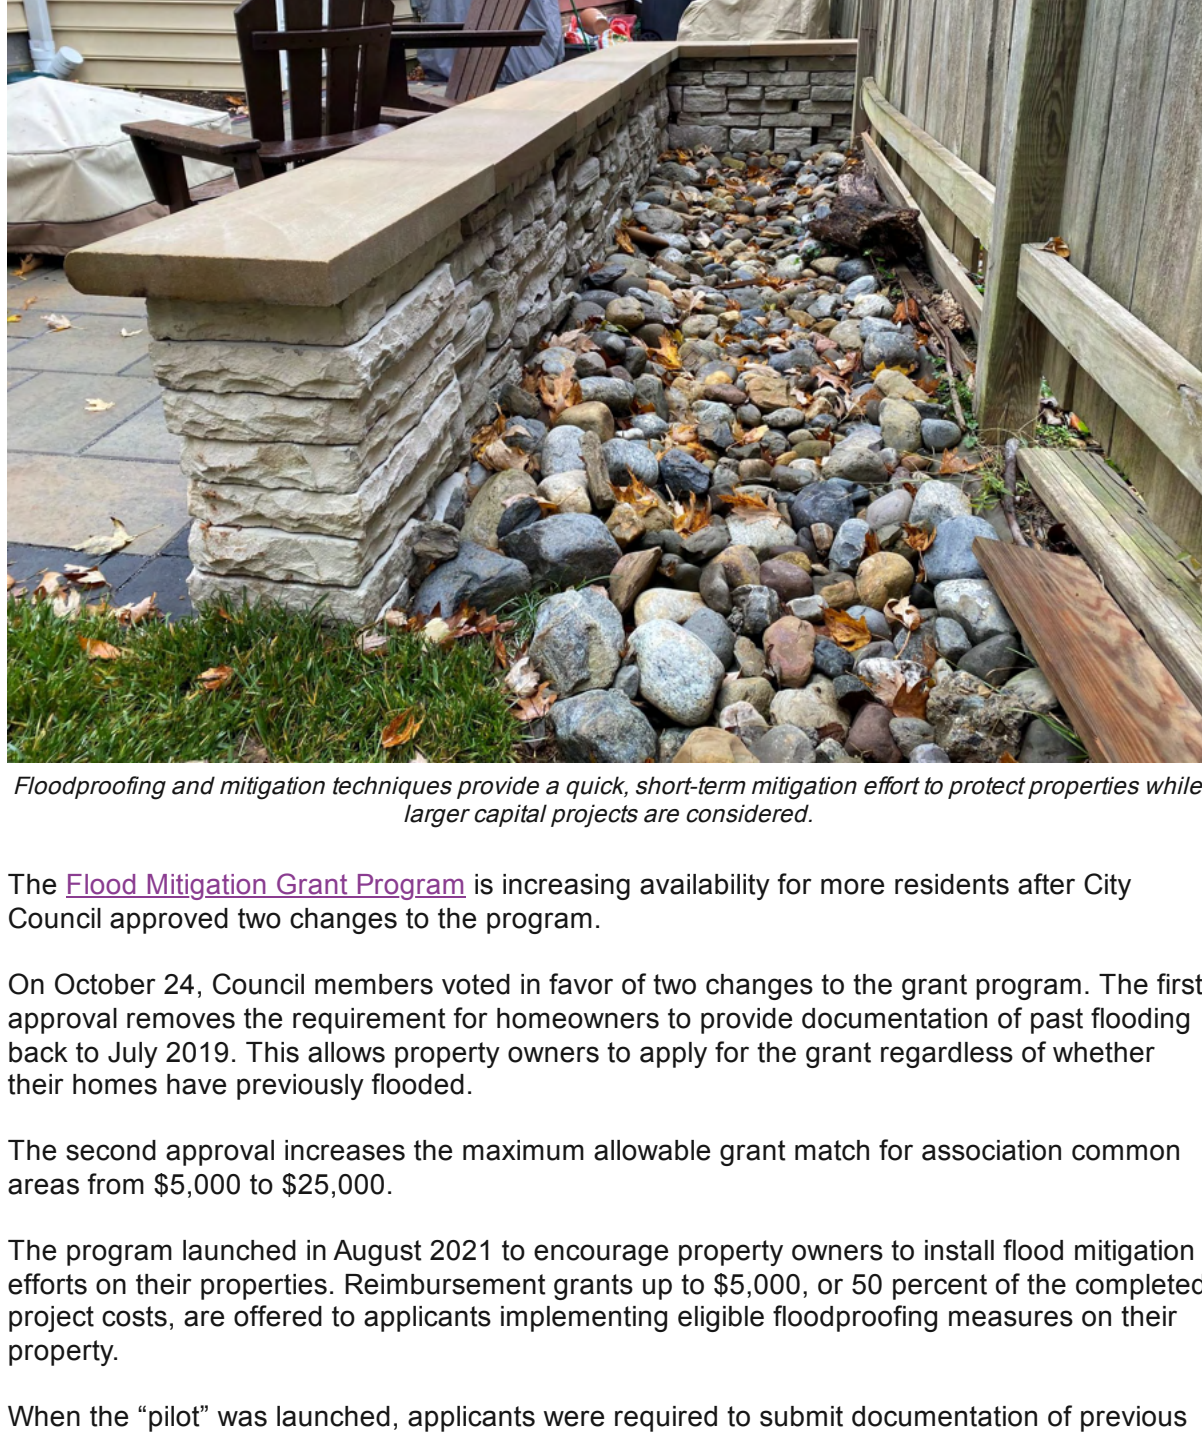 Floodproofing and mitigation techniques provide a quick, short-term mitigation effort to protect properties while
larger capital projects are considered.
The Flood Mitigation Grant Program is increasing availability for more residents after City
Council approved two changes to the program.
On October 24, Council members voted in favor of two changes to the grant program. The first
approval removes the requirement for homeowners to provide documentation of past flooding
back to July 2019. This allows property owners to apply for the grant regardless of whether
their homes have previously flooded.
The second approval increases the maximum allowable grant match for association common
areas from $5,000 to $25,000.
The program launched in August 2021 to encourage property owners to install flood mitigation
efforts on their properties. Reimbursement grants up to $5,000, or 50 percent of the completed
project costs, are offered to applicants implementing eligible floodproofing measures on their
property.
When the “pilot” was launched, applicants were required to submit documentation of previous